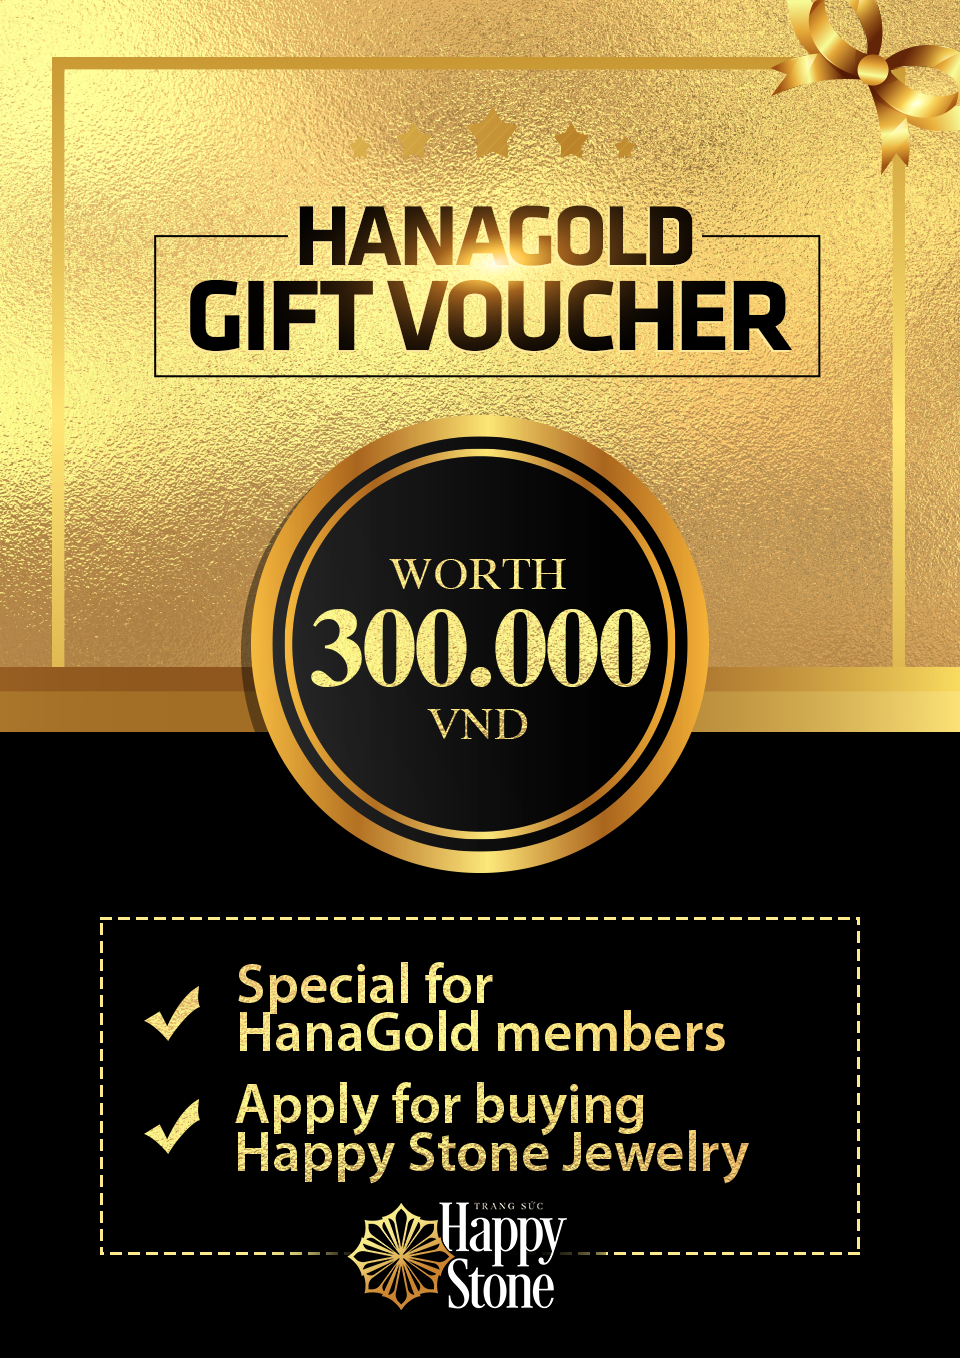 HANAGOLD
GIFT VOUCHER
WORTH
300.000
VND
Special for
HanaGold members
Apply for buying
Happy Stone Jewelry
TRANG SỨC
Happy
Stone